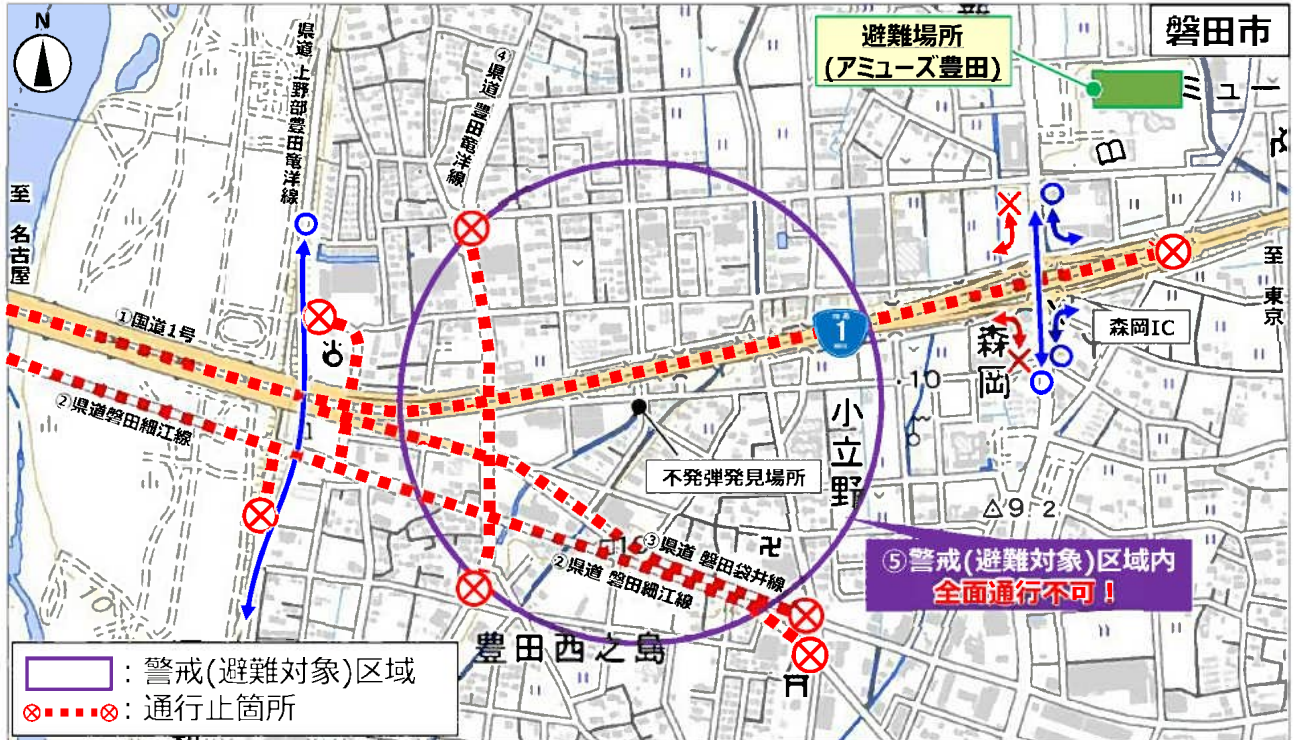 N
磐田市
避難場所
(アミューズ豊田)
ミュー
県道 上野部豊田竜洋線
④県道 豊田竜洋線
至 名古屋
①国道1号
②県道磐田細江線
1
至 東京
森岡IC
森岡
・10
小立野
不発弾発見場所
△9 2
③県道 磐田袋井線
②県道 磐田細江線
⑤警戒(避難対象)区域内
全面通行不可！
豊田西之島
10
：警戒(避難対象)区域
：通行止箇所